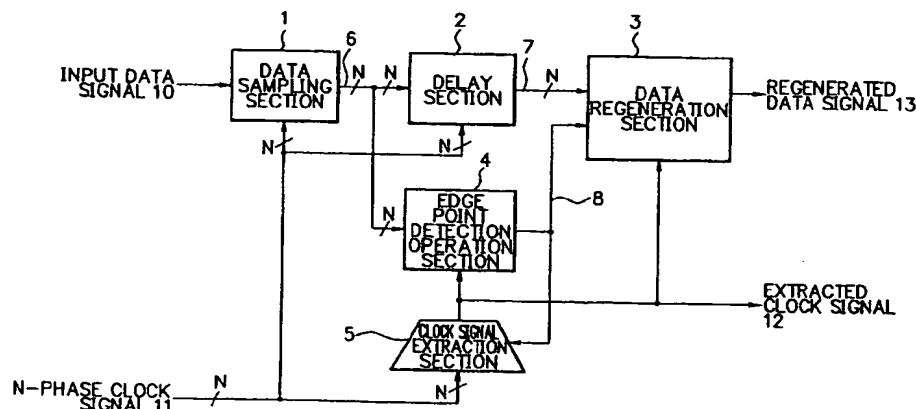 1
DATA
SAMPLING
SECTION
INPUT DATA
SIGNAL 10
6
N
N
2
DELAY
SECTION
7
N
3
DATA
REGENERATION
SECTION
REGENERATED
DATA SIGNAL 13
N
N
4
EDGE
POINT
DETECTION
OPERATION
SECTION
N
8
EXTRACTED
CLOCK SIGNAL
12
5
CLOCK SIGNAL
EXTRACTION
SECTION
N-PHASE CLOCK
SIGNAL 11
N
N